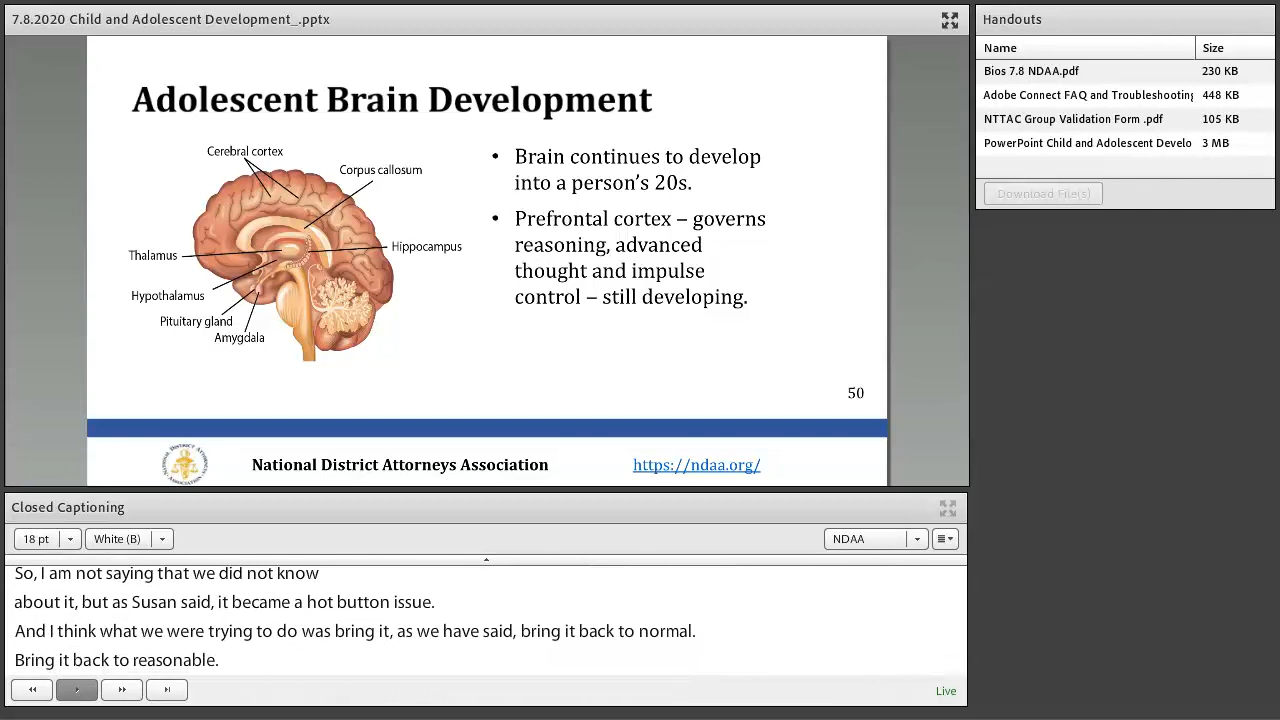 7.8.2020 Child and Adolescent Development_.pptx
Adolescent Brain Development
Cerebral cortex
Corpus callosum
Thalamus
Hippocampus
Hypothalamus
Pituitary gland
Amygdala
• Brain continues to develop
into a person's 20s.
• Prefrontal cortex – governs
reasoning, advanced
thought and impulse
control – still developing.
50
National District Attorneys Association
https://ndaa.org/
Handouts
Name Size
Bios 7.8 NDAA.pdf 230 KB
Adobe Connect FAQ and Troubleshooting 448 KB
NTTAC Group Validation Form .pdf 105 KB
PowerPoint Child and Adolescent Develo 3 MB
Download File(s)
Closed Captioning
18 pt White (B) NDAA
So, I am not saying that we did not know
about it, but as Susan said, it became a hot button issue.
And I think what we were trying to do was bring it, as we have said, bring it back to normal.
Bring it back to reasonable.
Live